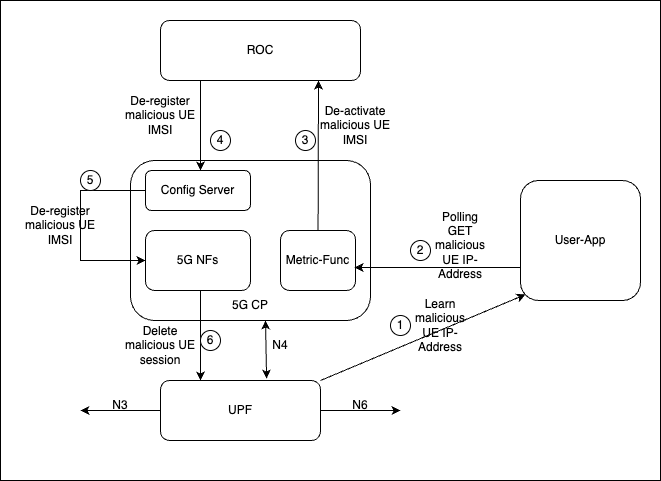 ROC
De-register
malicious UE
IMSI
4
3
De-activate
malicious UE
IMSI
5
Config Server
De-register
malicious UE
IMSI
5G NFs
Metric-Func
5G CP
Polling
GET
malicious
UE IP-
Address
2
User-App
Learn
malicious
UE IP-
Address
1
Delete
malicious UE
session
6
N4
N3
UPF
N6